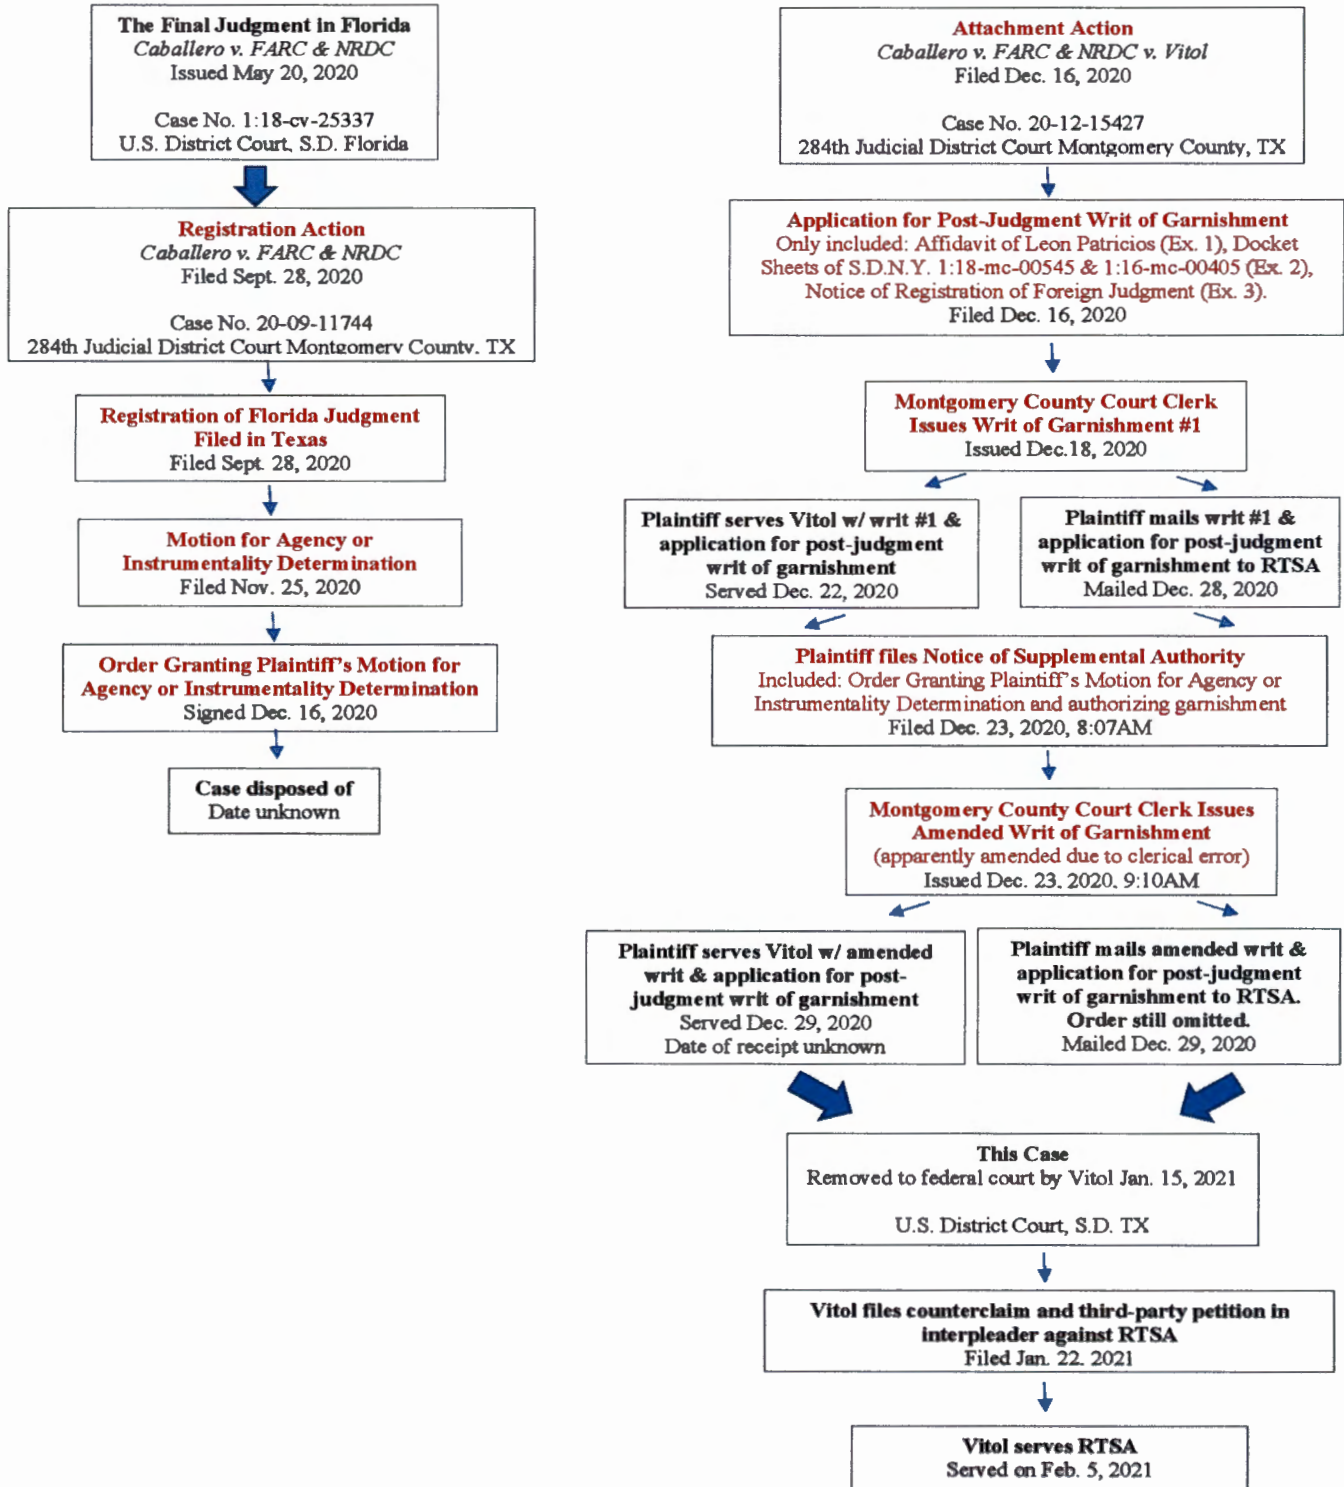 The Final Judgment in Florida
Caballero v. FARC & NRDC
Issued May 20, 2020
Case No. 1:18-cv-25337
U.S. District Court, S.D. Florida
Registration Action
Caballero v. FARC & NRDC
Filed Sept. 28, 2020
Case No. 20-09-11744
284th Judicial District Court Montgomery County, TX
Registration of Florida Judgment
Filed in Texas
Filed Sept. 28, 2020
Motion for Agency or
Instrumentality Determination
Filed Nov. 25, 2020
Order Granting Plaintiff's Motion for
Agency or Instrumentality Determination
Signed Dec. 16, 2020
Case disposed of
Date unknown
Attachment Action
Caballero v. FARC & NRDC v. Vitol
Filed Dec. 16, 2020
Case No. 20-12-15427
284th Judicial District Court Montgomery County, TX
Application for Post-Judgment Writ of Garnishment
Only included: Affidavit of Leon Patricios (Ex. 1), Docket
Sheets of S.D.N.Y. 1:18-mc-00545 & 1:16-mc-00405 (Ex. 2),
Notice of Registration of Foreign Judgment (Ex. 3).
Filed Dec. 16, 2020
Montgomery County Court Clerk
Issues Writ of Garnishment #1
Issued Dec.18, 2020
Plaintiff serves Vitol w/ writ #1 &
application for post-judgment
writ of garnishment
Served Dec. 22, 2020
Plaintiff mails writ #1 &
application for post-judgment
writ of garnishment to RTSA
Mailed Dec. 28, 2020
Plaintiff files Notice of Supplemental Authority
Included: Order Granting Plaintiff's Motion for Agency or
Instrumentality Determination and authorizing garnishment
Filed Dec. 23, 2020, 8:07AM
Montgomery County Court Clerk Issues
Amended Writ of Garnishment
(apparently amended due to clerical error)
Issued Dec. 23, 2020, 9:10AM
Plaintiff serves Vitol w/ amended
writ & application for post-
judgment writ of garnishment
Served Dec. 29, 2020
Date of receipt unknown
Plaintiff mails amended writ &
application for post-judgment
writ of garnishment to RTSA.
Order still omitted.
Mailed Dec. 29, 2020
This Case
Removed to federal court by Vitol Jan. 15, 2021
U.S. District Court, S.D. TX
Vitol files counterclaim and third-party petition in
interpleader against RTSA
Filed Jan. 22. 2021
Vitol serves RTSA
Served on Feb. 5, 2021